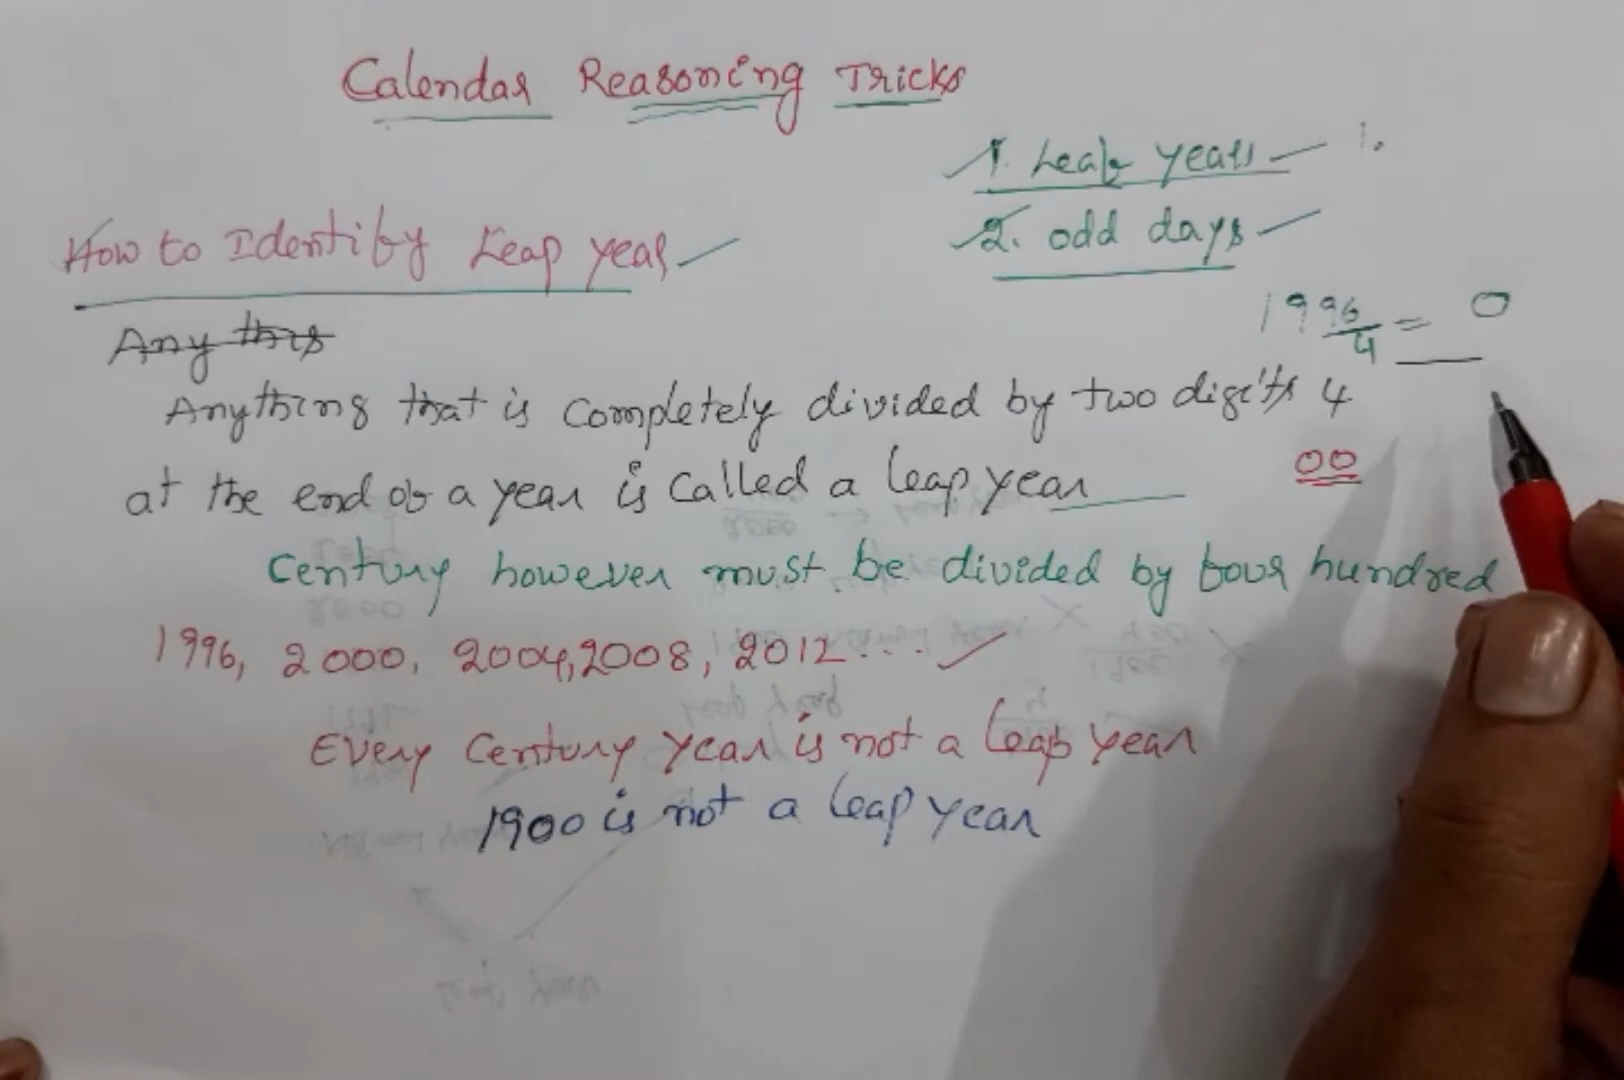 Calendar Reasoning Tricks
1. Leap years
1.
2. odd days
How to Identify Leap year
1996/4 = 0
Any this
Anything that is completely divided by two digit's 4
at the end of a year is called a leap year
00
Century however must be divided by four hundred
1996, 2000, 2004, 2008, 2012...
Every Century year is not a leap year
1900 is not a leap year